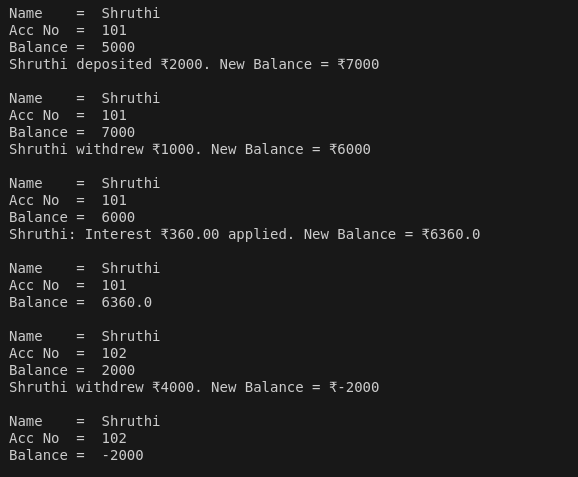 Name    =  Shruthi
Acc No  =  101
Balance =  5000
Shruthi deposited ₹2000. New Balance = ₹7000

Name    =  Shruthi
Acc No  =  101
Balance =  7000
Shruthi withdrew ₹1000. New Balance = ₹6000

Name    =  Shruthi
Acc No  =  101
Balance =  6000
Shruthi: Interest ₹360.00 applied. New Balance = ₹6360.0

Name    =  Shruthi
Acc No  =  101
Balance =  6360.0

Name    =  Shruthi
Acc No  =  102
Balance =  2000
Shruthi withdrew ₹4000. New Balance = ₹-2000

Name    =  Shruthi
Acc No  =  102
Balance =  -2000